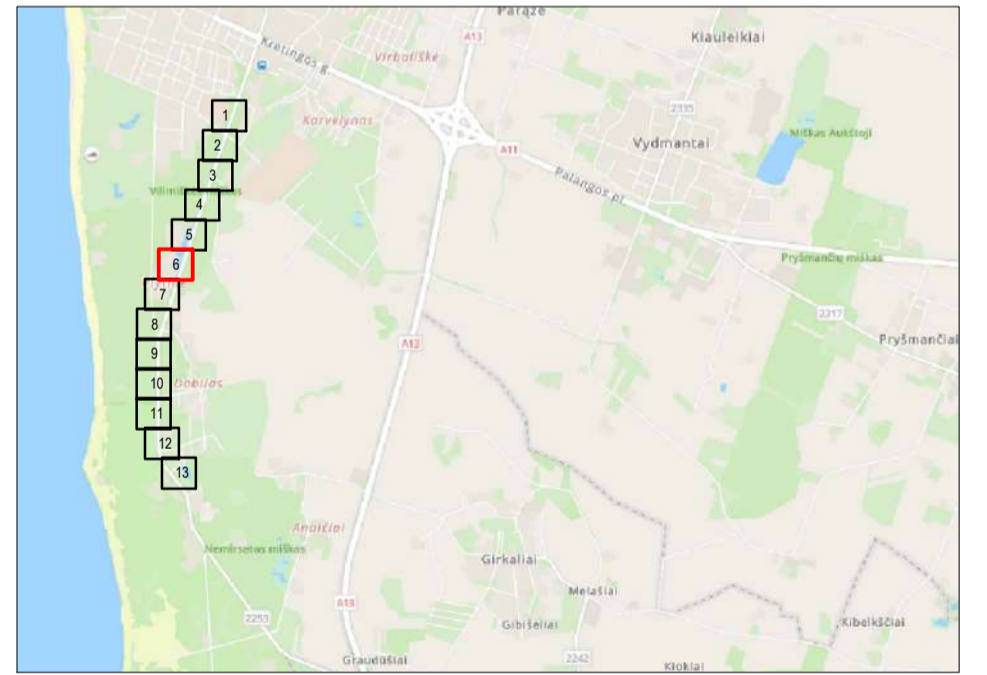 Paraže
A13
Kiauleikiai
Kretingos g.
Virbališkė
2335
1
Karvelynas
Miškas Aukštoji
2
Vydmantai
A11
3
Palangos pl.
4
5
Pryšmančių miškas
6
7
2317
8
A13
Pryšmančiai
9
10
Dobilas
11
12
13
Anaičiai
Nemirsetos miškas
Girkaliai
Melašiai
A13
2253
Gibišeliai
Kibelkščiai
Graudūšiai
2242
Kiokiai